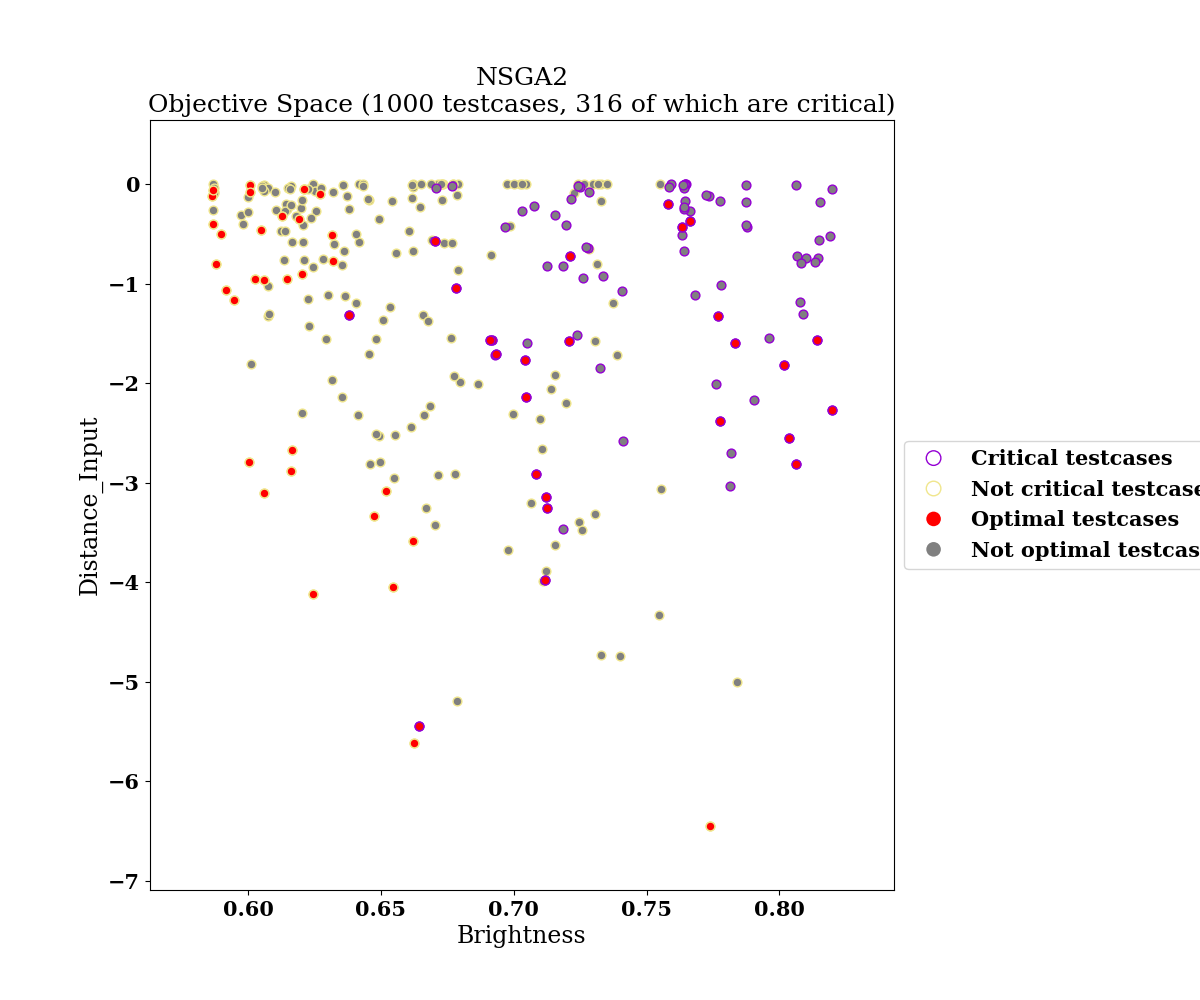 NSGA2
Objective Space (1000 testcases, 316 of which are critical)
0
−1
−2
−3
−4
−5
−6
−7
Distance_Input
0.60 0.65 0.70 0.75 0.80
Brightness
Critical testcases
Not critical testcase
Optimal testcases
Not optimal testcas